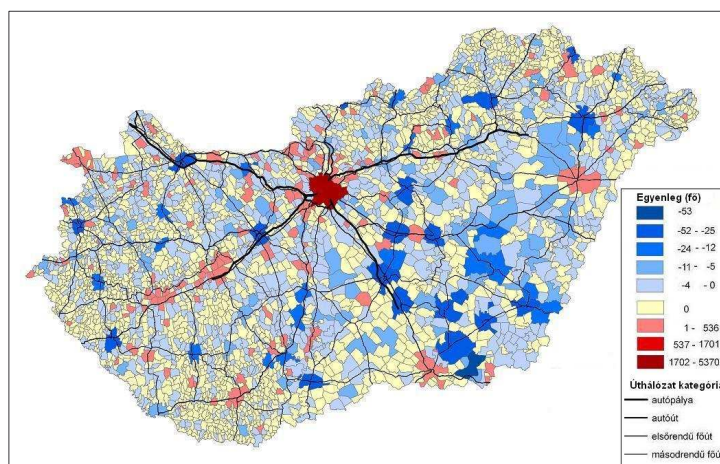 Egyenleg (fő)
-53
-52 - -25
-24 - -12
-11 - -5
-4 - 0
0
1 - 536
537 - 1701
1702 - 5370
Úthálózat kategória
autópálya
autóút
elsőrendű főút
másodrendű főút